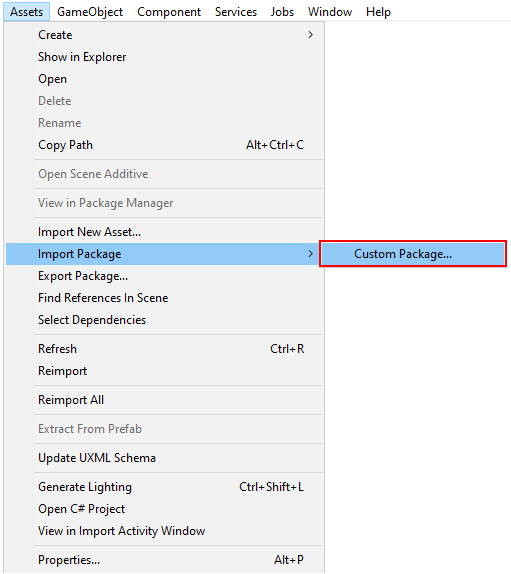 Assets GameObject Component Services Jobs Window Help
Create >
Show in Explorer
Open
Delete
Rename
Copy Path Alt+Ctrl+C
Open Scene Additive
View in Package Manager
Import New Asset...
Import Package > Custom Package...
Export Package...
Find References In Scene
Select Dependencies
Refresh Ctrl+R
Reimport
Reimport All
Extract From Prefab
Update UXML Schema
Generate Lighting Ctrl+Shift+L
Open C# Project
View in Import Activity Window
Properties... Alt+P